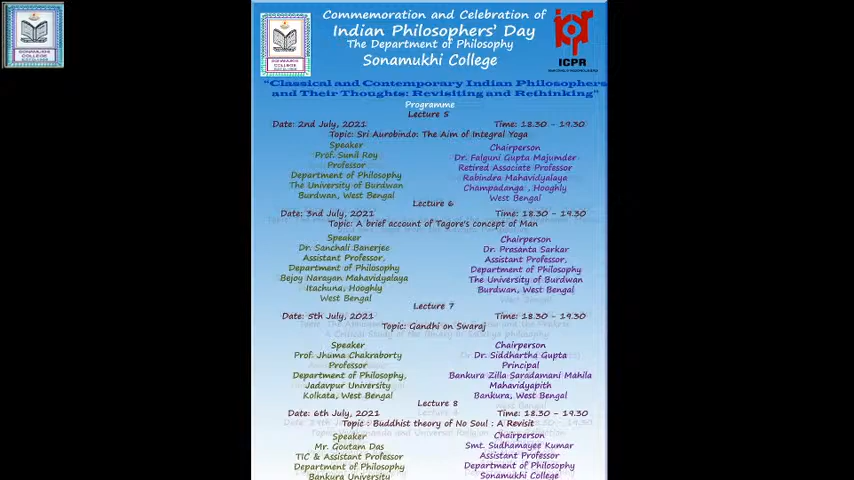 SONAMUKHI COLLEGE
Commemoration and Celebration of
Indian Philosophers' Day
The Department of Philosophy
Sonamukhi College
SONAMUKHI COLLEGE
ICPR
"Classical and Contemporary Indian Philosophers
and Their Thoughts: Revisiting and Rethinking"
Programme
Lecture 5
Date: 2nd July, 2021 Time: 18.30 - 19.30
Topic: Sri Aurobindo: The Aim of Integral Yoga
Speaker
Prof. Sunil Roy
Professor
Department of Philosophy
The University of Burdwan
Burdwan, West Bengal
Chairperson
Dr. Falguni Gupta Majumder
Retired Associate Professor
Rabindra Mahavidyalaya
Champadanga , Hooghly
West Bengal
Lecture 6
Date: 3nd July, 2021 Time: 18.30 - 19.30
Topic: A brief account of Tagore's concept of Man
Speaker
Dr. Sanchali Banerjee
Assistant Professor,
Department of Philosophy
Bejoy Narayan Mahavidyalaya
Itachuna, Hooghly
West Bengal
Chairperson
Dr. Prasanta Sarkar
Assistant Professor,
Department of Philosophy
The University of Burdwan
Burdwan, West Bengal
Lecture 7
Date: 5th July, 2021 Time: 18.30 - 19.30
Topic: Gandhi on Swaraj
Speaker
Prof. Jhuma Chakraborty
Professor
Department of Philosophy,
Jadavpur University
Kolkata, West Bengal
Chairperson
Dr. Siddhartha Gupta
Principal
Bankura Zilla Saradamani Mahila
Mahavidyapith
Bankura, West Bengal
Lecture 8
Date: 6th July, 2021 Time: 18.30 - 19.30
Topic : Buddhist theory of No Soul : A Revisit
Speaker
Mr. Goutam Das
TIC & Assistant Professor
Department of Philosophy
Bankura University
Chairperson
Smt. Sudhamayee Kumar
Assistant Professor
Department of Philosophy
Sonamukhi College